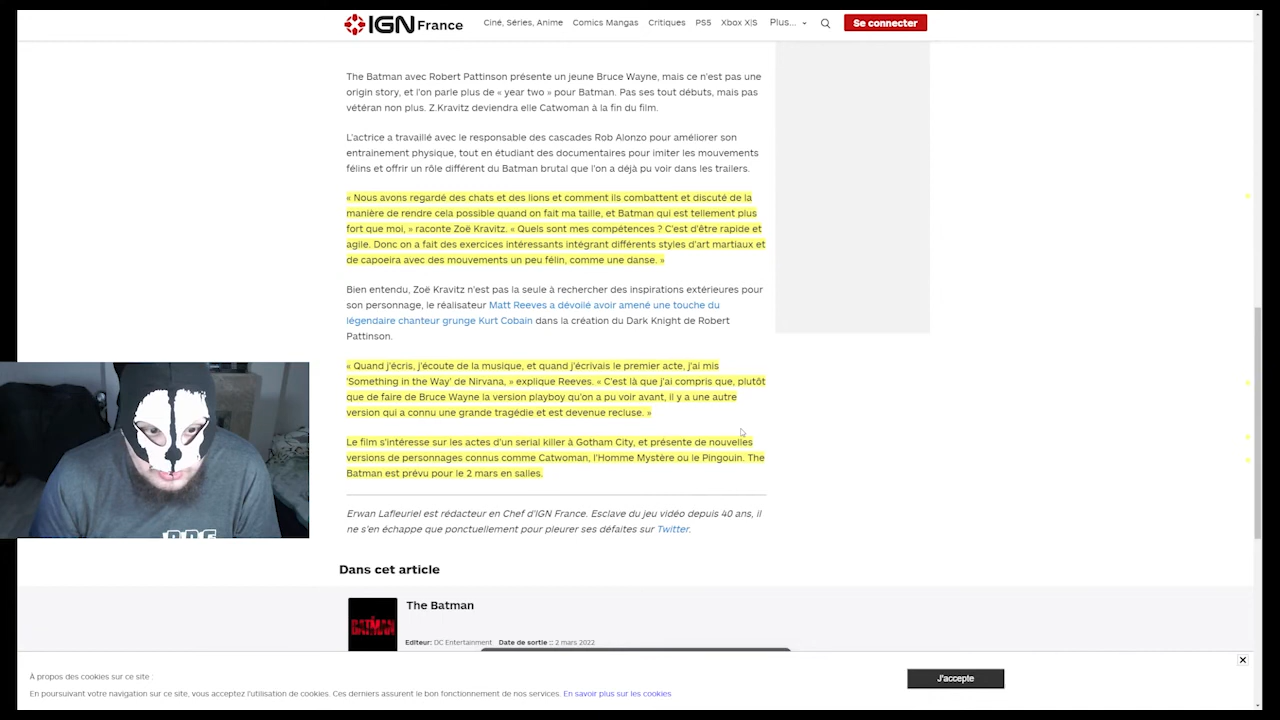 IGN France
Ciné, Séries, Anime Comics Mangas Critiques PS5 Xbox X|S Plus... Se connecter
The Batman avec Robert Pattinson présente un jeune Bruce Wayne, mais ce n'est pas une
origin story, et l'on parle plus de « year two » pour Batman. Pas ses tout débuts, mais pas
vétéran non plus. Z.Kravitz deviendra elle Catwoman à la fin du film.
L'actrice a travaillé avec le responsable des cascades Rob Alonzo pour améliorer son
entrainement physique, tout en étudiant des documentaires pour imiter les mouvements
félins et offrir un rôle différent du Batman brutal que l'on a déjà pu voir dans les trailers.
« Nous avons regardé des chats et des lions et comment ils combattent et discuté de la
manière de rendre cela possible quand on fait ma taille, et Batman qui est tellement plus
fort que moi, » raconte Zoë Kravitz. « Quels sont mes compétences ? C'est d'être rapide et
agile. Donc on a fait des exercices intéressants intégrant différents styles d'art martiaux et
de capoeira avec des mouvements un peu félin, comme une danse. »
Bien entendu, Zoë Kravitz n'est pas la seule à rechercher des inspirations extérieures pour
son personnage, le réalisateur Matt Reeves a dévoilé avoir amené une touche du
légendaire chanteur grunge Kurt Cobain dans la création du Dark Knight de Robert
Pattinson.
« Quand j'écris, j'écoute de la musique, et quand j'écrivais le premier acte, j'ai mis
'Something in the Way' de Nirvana, » explique Reeves. « C'est là que j'ai compris que, plutôt
que de faire de Bruce Wayne la version playboy qu'on a pu voir avant, il y a une autre
version qui a connu une grande tragédie et est devenue recluse. »
Le film s'intéresse sur les actes d'un serial killer à Gotham City, et présente de nouvelles
versions de personnages connus comme Catwoman, l'Homme Mystère ou le Pingouin. The
Batman est prévu pour le 2 mars en salles.
Erwan Lafleuriel est rédacteur en Chef d'IGN France. Esclave du jeu vidéo depuis 40 ans, il
ne s'en échappe que ponctuellement pour pleurer ses défaites sur Twitter.
Dans cet article
The Batman
BATMAN
Editeur: DC Entertainment Date de sortie :: 2 mars 2022
À propos des cookies sur ce site :
En poursuivant votre navigation sur ce site, vous acceptez l'utilisation de cookies. Ces derniers assurent le bon fonctionnement de nos services. En savoir plus sur les cookies
J'accepte